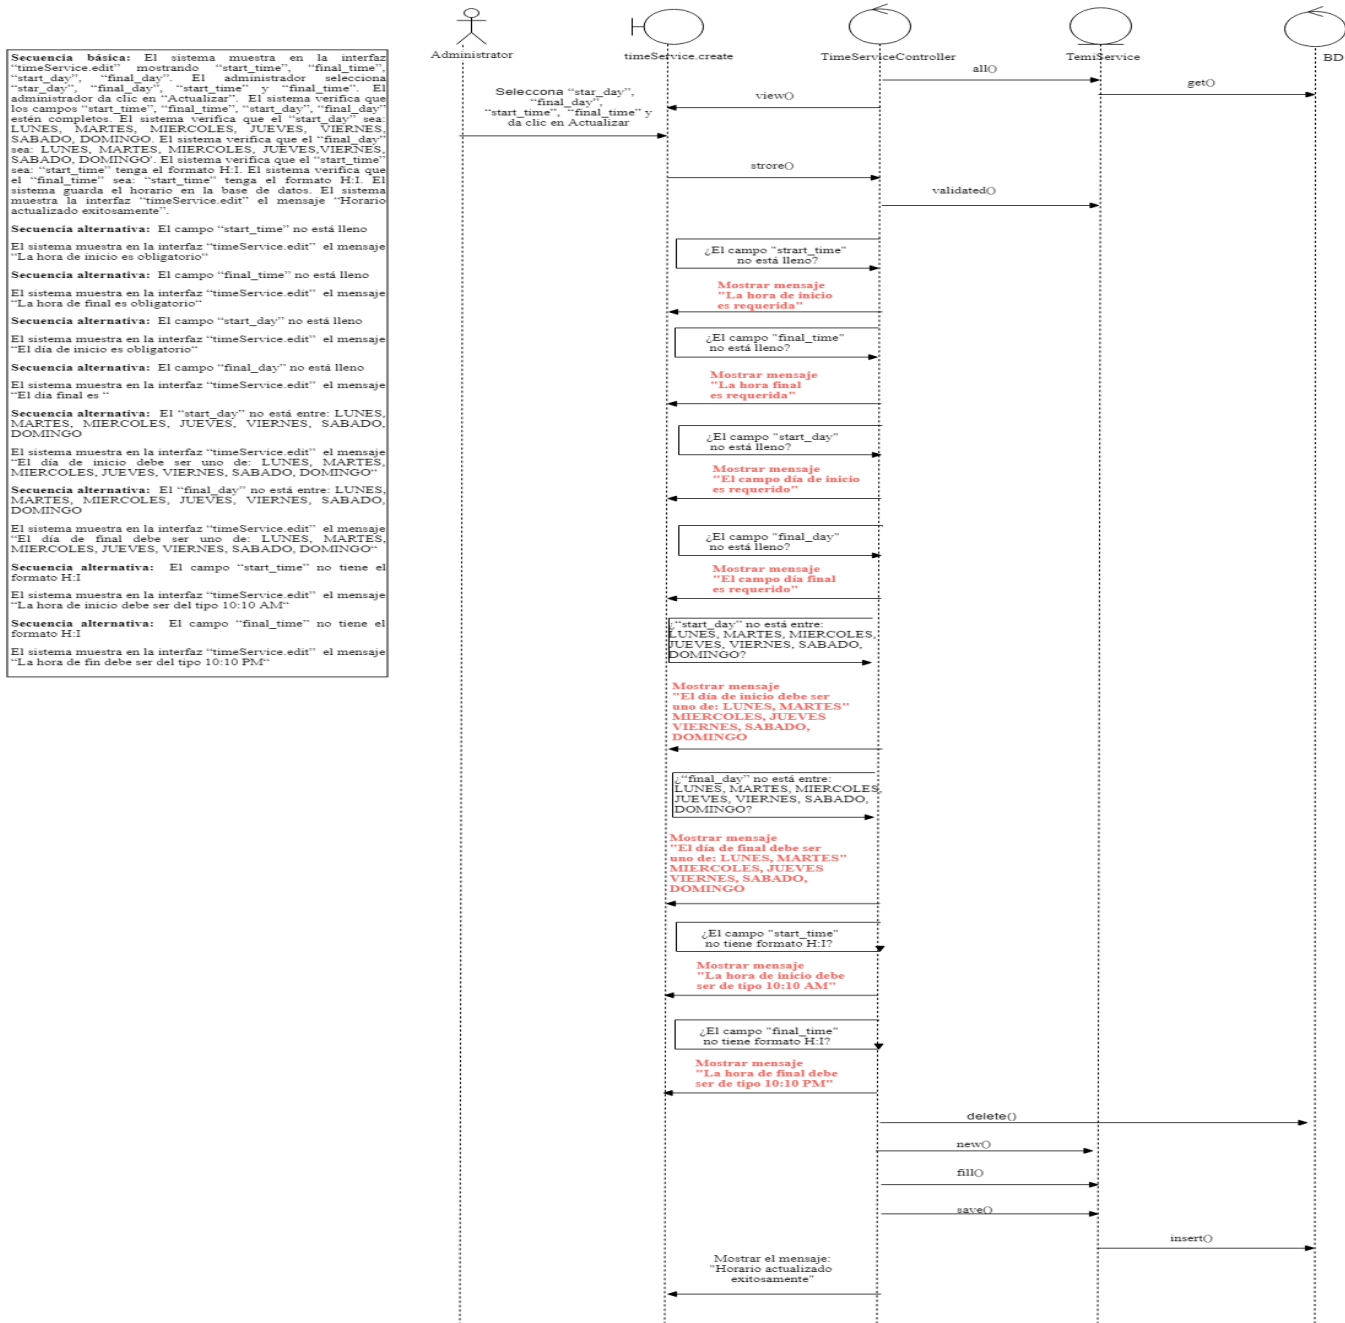 Secuencia básica: El sistema muestra en la interfaz
“timeService.edit” mostrando “start_time”, “final_time”,
“start_day”, “final_day”. El administrador selecciona
“star_day”, “final_day”, “start_time” y “final_time”. El
administrador da clic en “Actualizar”. El sistema verifica que
los campos “start_time”, “final_time”, “start_day”, “final_day”
estén completos. El sistema verifica que el “start_day” sea:
LUNES, MARTES, MIERCOLES, JUEVES, VIERNES,
SABADO, DOMINGO. El sistema verifica que el “final_day”
sea: LUNES, MARTES, MIERCOLES, JUEVES,VIERNES,
SABADO, DOMINGO'. El sistema verifica que el “start_time”
sea: “start_time” tenga el formato H:I. El sistema verifica que
el “final_time” sea: “start_time” tenga el formato H:I. El
sistema guarda el horario en la base de datos. El sistema
muestra la interfaz “timeService.edit” el mensaje “Horario
actualizado exitosamente”.
Secuencia alternativa: El campo “start_time” no está lleno
El sistema muestra en la interfaz “timeService.edit” el mensaje
“La hora de inicio es obligatorio“
Secuencia alternativa: El campo “final_time” no está lleno
El sistema muestra en la interfaz “timeService.edit” el mensaje
“La hora de final es obligatorio“
Secuencia alternativa: El campo “start_day” no está lleno
El sistema muestra en la interfaz “timeService.edit” el mensaje
“El día de inicio es obligatorio“
Secuencia alternativa: El campo “final_day” no está lleno
El sistema muestra en la interfaz “timeService.edit” el mensaje
“El dia final es “
Secuencia alternativa: El “start_day” no está entre: LUNES,
MARTES, MIERCOLES, JUEVES, VIERNES, SABADO,
DOMINGO
El sistema muestra en la interfaz “timeService.edit” el mensaje
“El día de inicio debe ser uno de: LUNES, MARTES,
MIERCOLES, JUEVES, VIERNES, SABADO, DOMINGO“
Secuencia alternativa: El “final_day” no está entre: LUNES,
MARTES, MIERCOLES, JUEVES, VIERNES, SABADO,
DOMINGO
El sistema muestra en la interfaz “timeService.edit” el mensaje
“El día de final debe ser uno de: LUNES, MARTES,
MIERCOLES, JUEVES, VIERNES, SABADO, DOMINGO“
Secuencia alternativa: El campo “start_time” no tiene el
formato H:I
El sistema muestra en la interfaz “timeService.edit” el mensaje
“La hora de inicio debe ser del tipo 10:10 AM“
Secuencia alternativa: El campo “final_time” no tiene el
formato H:I
El sistema muestra en la interfaz “timeService.edit” el mensaje
“La hora de fin debe ser del tipo 10:10 PM“
Administrator
timeService.create
TimeServiceController
TemiService
BD
all()
get()
view()
Seleccona “star_day”,
“final_day”,
“start_time”, “final_time” y
da clic en Actualizar
strore()
validated()
¿El campo "strart_time"
no está lleno?
Mostrar mensaje
"La hora de inicio
es requerida"
¿El campo "final_time"
no está lleno?
Mostrar mensaje
"La hora final
es requerida"
¿El campo "start_day"
no está lleno?
Mostrar mensaje
"El campo día de inicio
es requerido"
¿El campo "final_day"
no está lleno?
Mostrar mensaje
"El campo día final
es requerido"
¿“start_day” no está entre:
LUNES, MARTES, MIERCOLES,
JUEVES, VIERNES, SABADO,
DOMINGO?
Mostrar mensaje
"El día de inicio debe ser
uno de: LUNES, MARTES"
MIERCOLES, JUEVES
VIERNES, SABADO,
DOMINGO
¿“final_day” no está entre:
LUNES, MARTES, MIERCOLES,
JUEVES, VIERNES, SABADO,
DOMINGO?
Mostrar mensaje
"El día de final debe ser
uno de: LUNES, MARTES"
MIERCOLES, JUEVES
VIERNES, SABADO,
DOMINGO
¿El campo "start_time"
no tiene formato H:I?
Mostrar mensaje
"La hora de inicio debe
ser de tipo 10:10 AM"
¿El campo "final_time"
no tiene formato H:I?
Mostrar mensaje
"La hora de final debe
ser de tipo 10:10 PM"
delete()
new()
fill()
save()
insert()
Mostrar el mensaje:
"Horario actualizado
exitosamente"